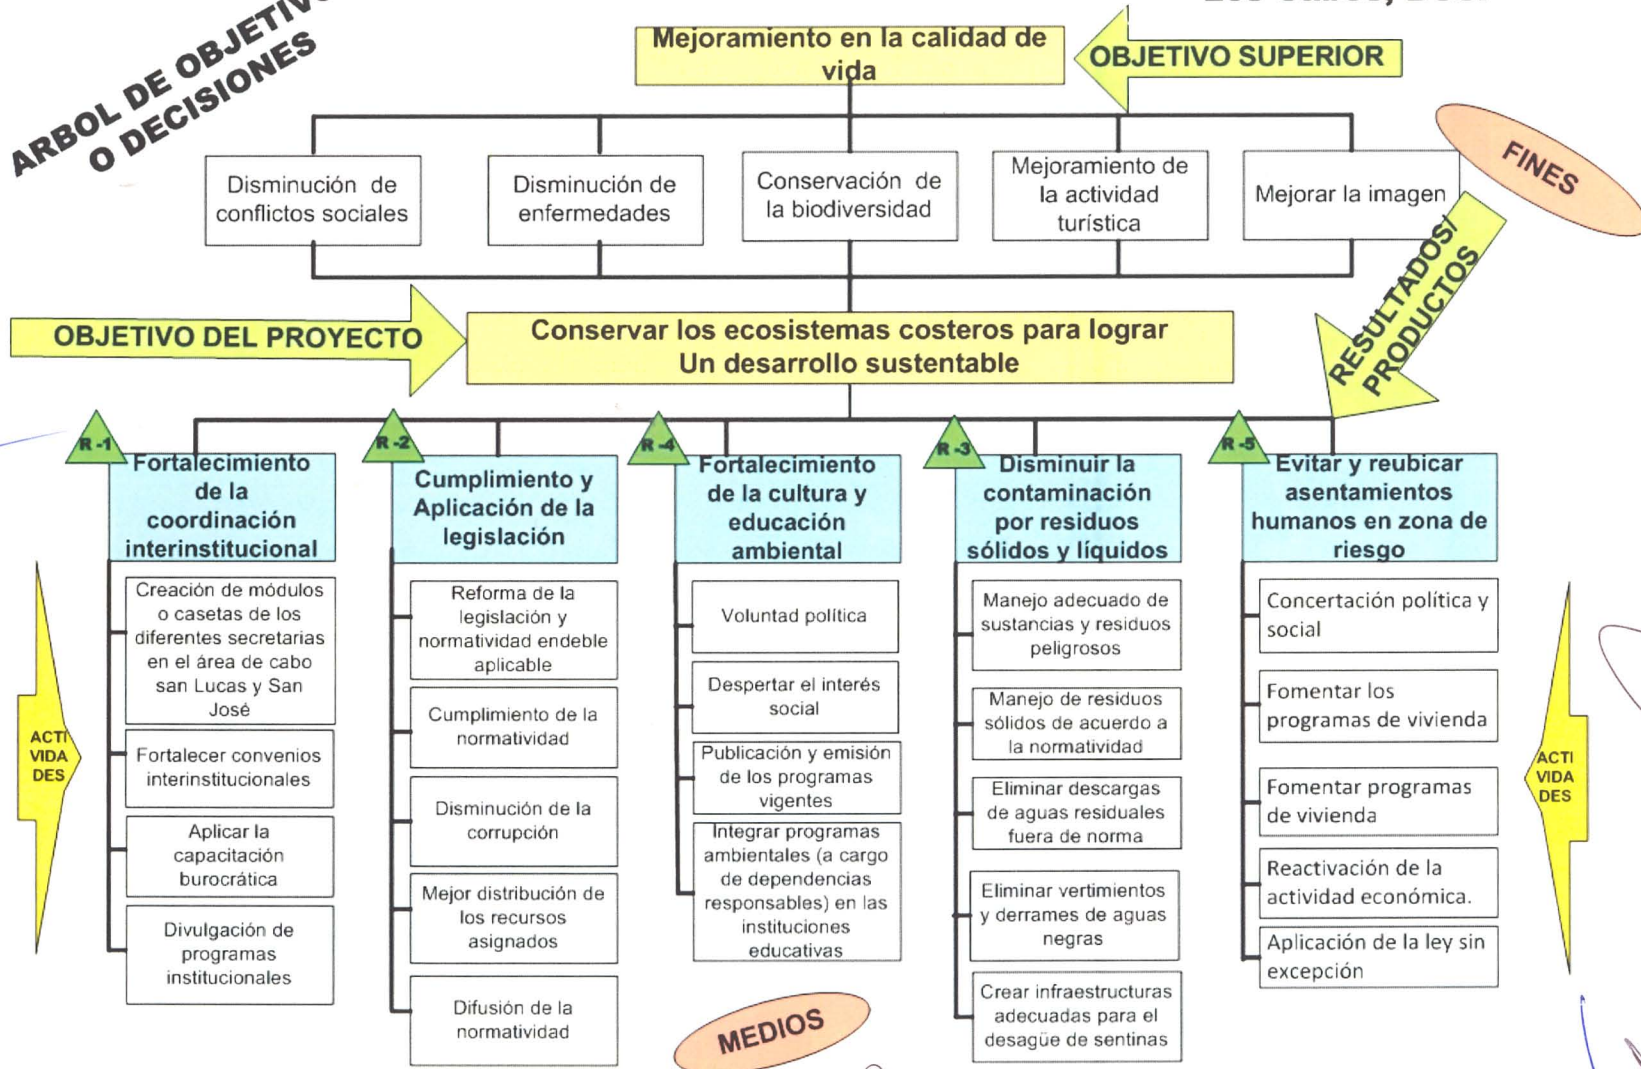 ARBOL DE OBJETIVO
O DECISIONES
Mejoramiento en la calidad de
vida
OBJETIVO SUPERIOR
FINES
Disminución de
conflictos sociales
Disminución de
enfermedades
Conservación de
la biodiversidad
Mejoramiento de
la actividad
turística
Mejorar la imagen
RESULTADOS/
PRODUCTOS
OBJETIVO DEL PROYECTO
Conservar los ecosistemas costeros para lograr
Un desarrollo sustentable
R -1
Fortalecimiento
de la
coordinación
interinstitucional
Creación de módulos
o casetas de los
diferentes secretarias
en el área de cabo
san Lucas y San
José
Fortalecer convenios
interinstitucionales
Aplicar la
capacitación
burocrática
Divulgación de
programas
institucionales
R -2
Cumplimiento y
Aplicación de la
legislación
Reforma de la
legislación y
normatividad endeble
aplicable
Cumplimiento de la
normatividad
Disminución de la
corrupción
Mejor distribución de
los recursos
asignados
Difusión de la
normatividad
R -4
Fortalecimiento
de la cultura y
educación
ambiental
Voluntad política
Despertar el interés
social
Publicación y emisión
de los programas
vigentes
Integrar programas
ambientales (a cargo
de dependencias
responsables) en las
instituciones
educativas
R -3
Disminuir la
contaminación
por residuos
sólidos y líquidos
Manejo adecuado de
sustancias y residuos
peligrosos
Manejo de residuos
sólidos de acuerdo a
la normatividad
Eliminar descargas
de aguas residuales
fuera de norma
Eliminar vertimientos
y derrames de aguas
negras
Crear infraestructuras
adecuadas para el
desagüe de sentinas
R -5
Evitar y reubicar
asentamientos
humanos en zona de
riesgo
Concertación política y
social
Fomentar los
programas de vivienda
Fomentar programas
de vivienda
Reactivación de la
actividad económica.
Aplicación de la ley sin
excepción
ACTI
VIDA
DES
ACTI
VIDA
DES
MEDIOS